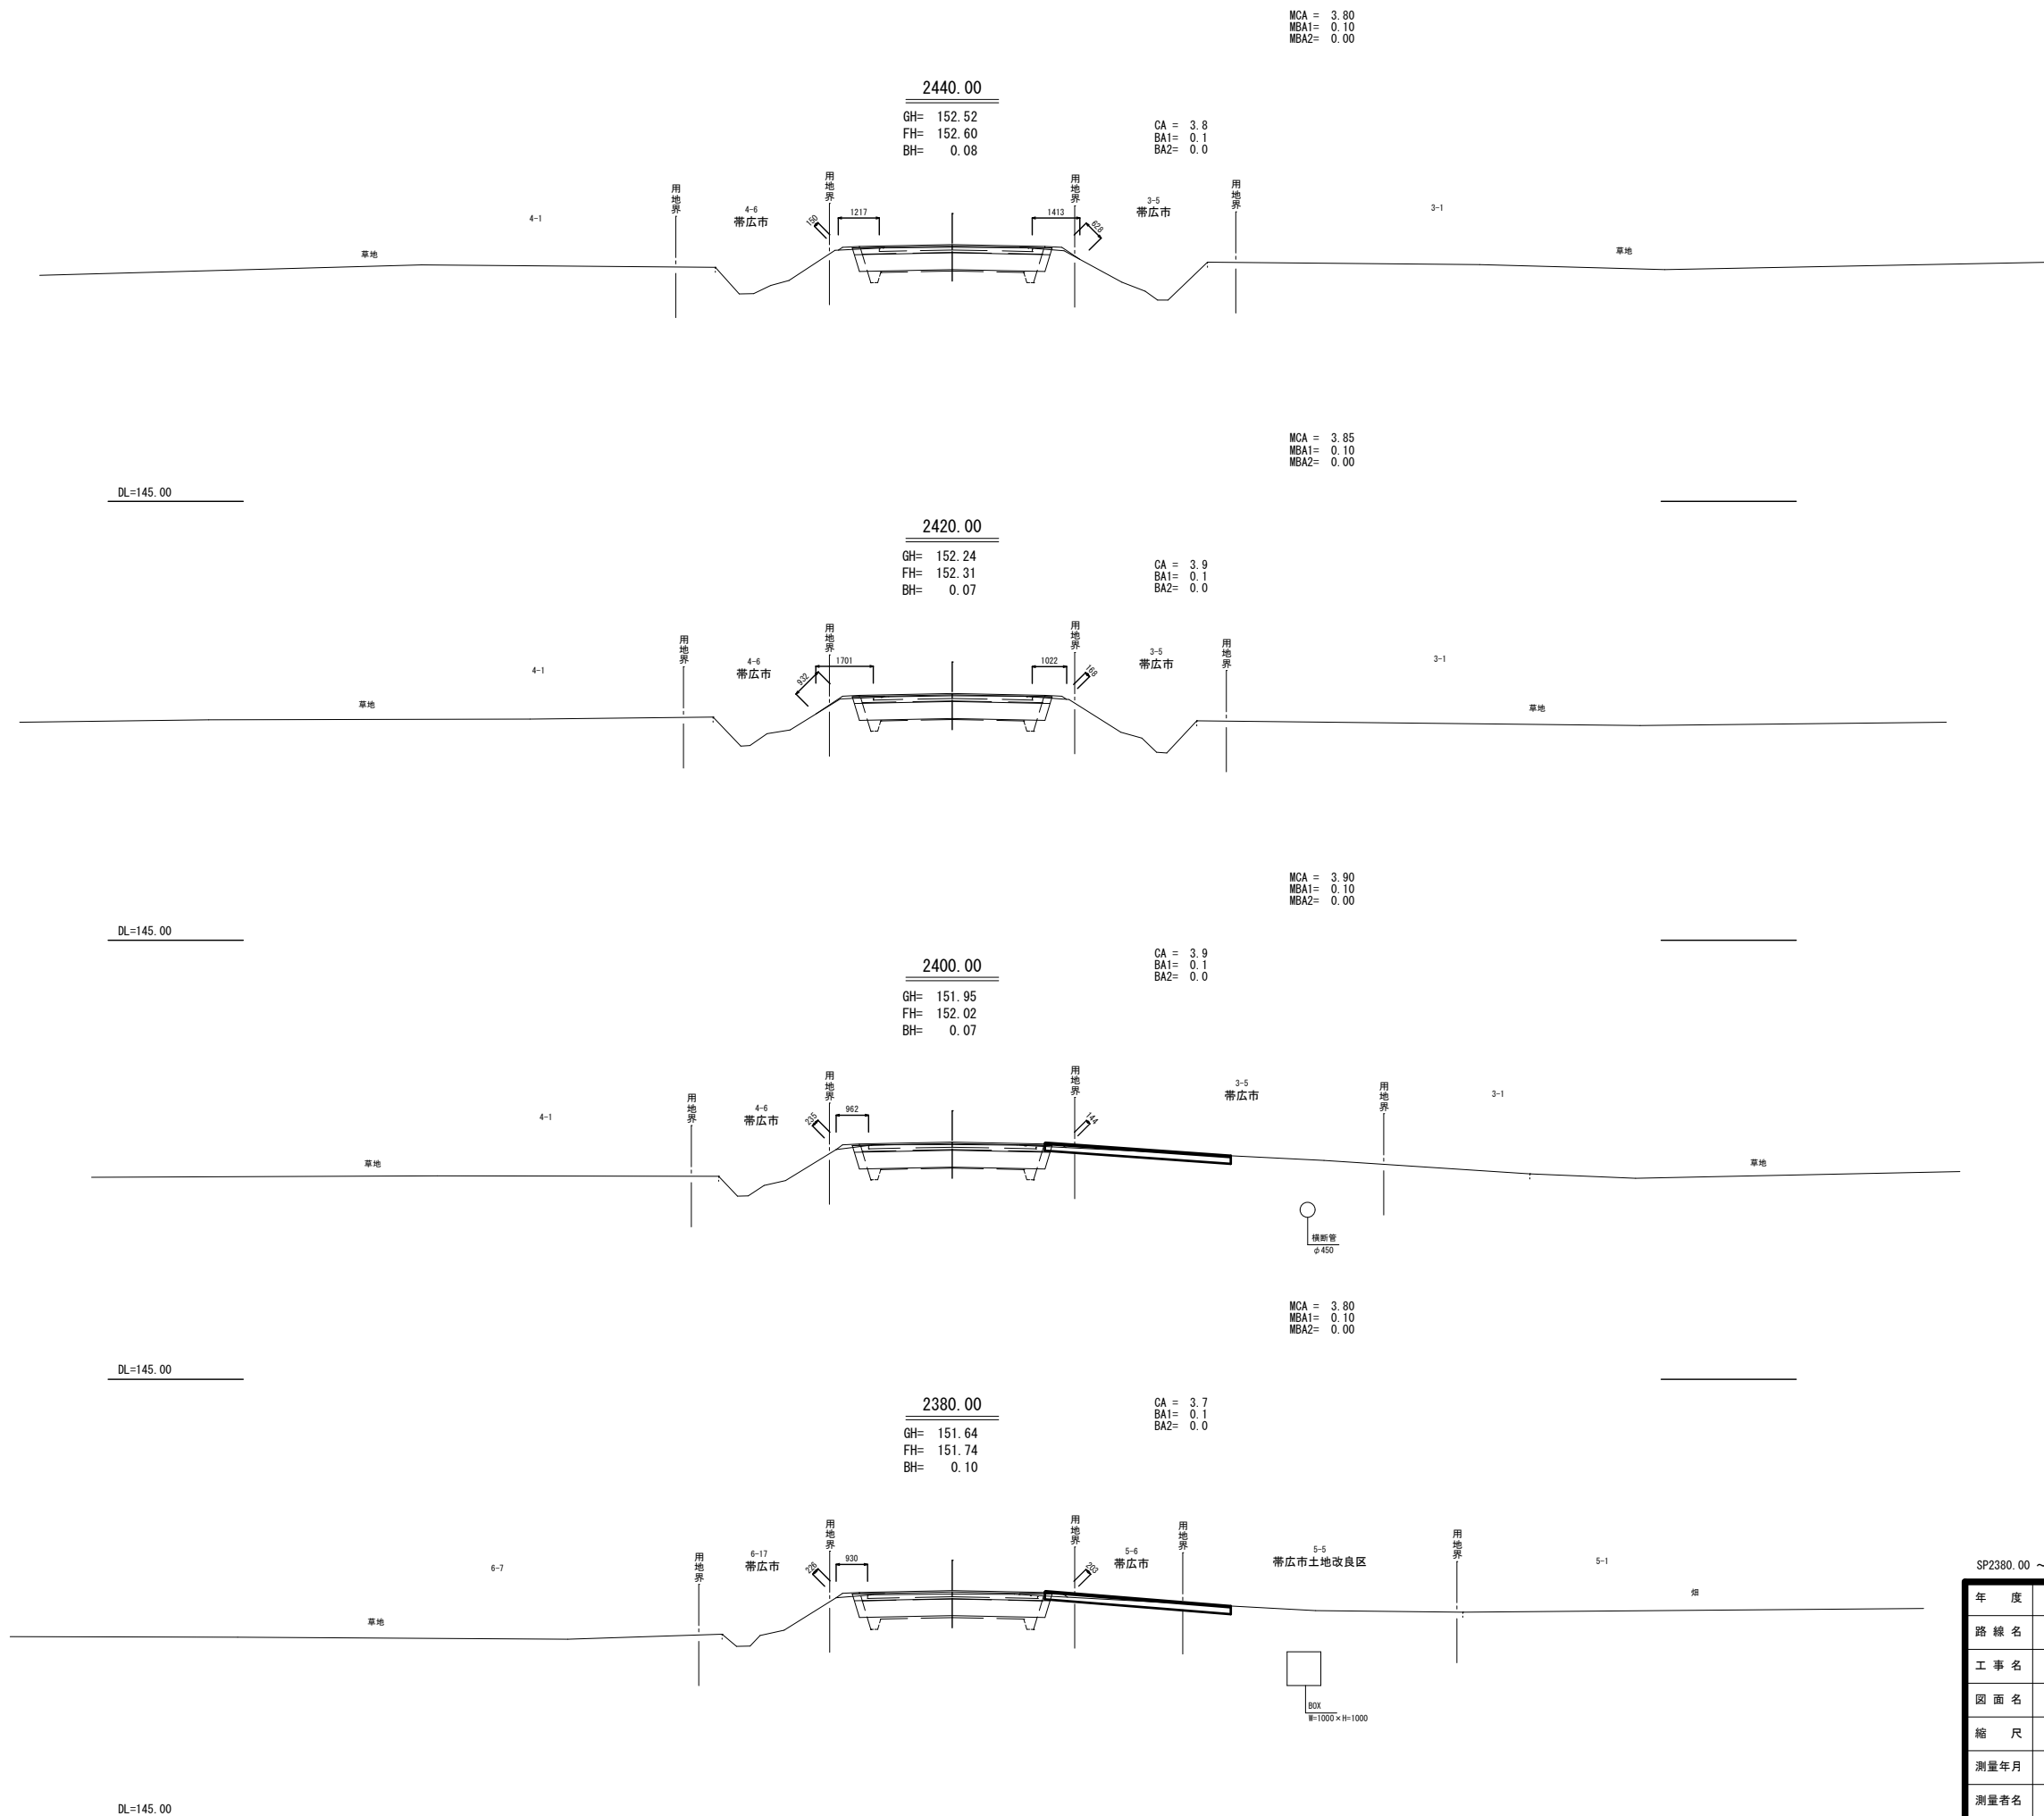 MCA = 3.80
MBA1= 0.10
MBA2= 0.00
2440.00
GH= 152.52
FH= 152.60
BH= 0.08
CA = 3.8
BA1= 0.1
BA2= 0.0
用地界
用地界
用地界
用地界
4-1
4-6
帯広市
150
1217
1413
628
3-5
帯広市
3-1
草地
草地
MCA = 3.85
MBA1= 0.10
MBA2= 0.00
DL=145.00
2420.00
GH= 152.24
FH= 152.31
BH= 0.07
CA = 3.9
BA1= 0.1
BA2= 0.0
用地界
用地界
用地界
用地界
4-1
4-6
帯広市
932
1701
1022
168
3-5
帯広市
3-1
草地
草地
MCA = 3.90
MBA1= 0.10
MBA2= 0.00
DL=145.00
2400.00
GH= 151.95
FH= 152.02
BH= 0.07
CA = 3.9
BA1= 0.1
BA2= 0.0
用地界
用地界
用地界
用地界
4-1
4-6
帯広市
235
962
144
3-5
帯広市
3-1
草地
草地
横断管
φ450
MCA = 3.80
MBA1= 0.10
MBA2= 0.00
DL=145.00
2380.00
GH= 151.64
FH= 151.74
BH= 0.10
CA = 3.7
BA1= 0.1
BA2= 0.0
用地界
用地界
用地界
用地界
用地界
6-7
6-17
帯広市
226
930
203
5-6
帯広市
5-5
帯広市土地改良区
5-1
草地
畑
BOX
W=1000×H=1000
DL=145.00
SP2380.00 ～
年 度
路 線 名
工 事 名
図 面 名
縮 尺
測量年月
測量者名